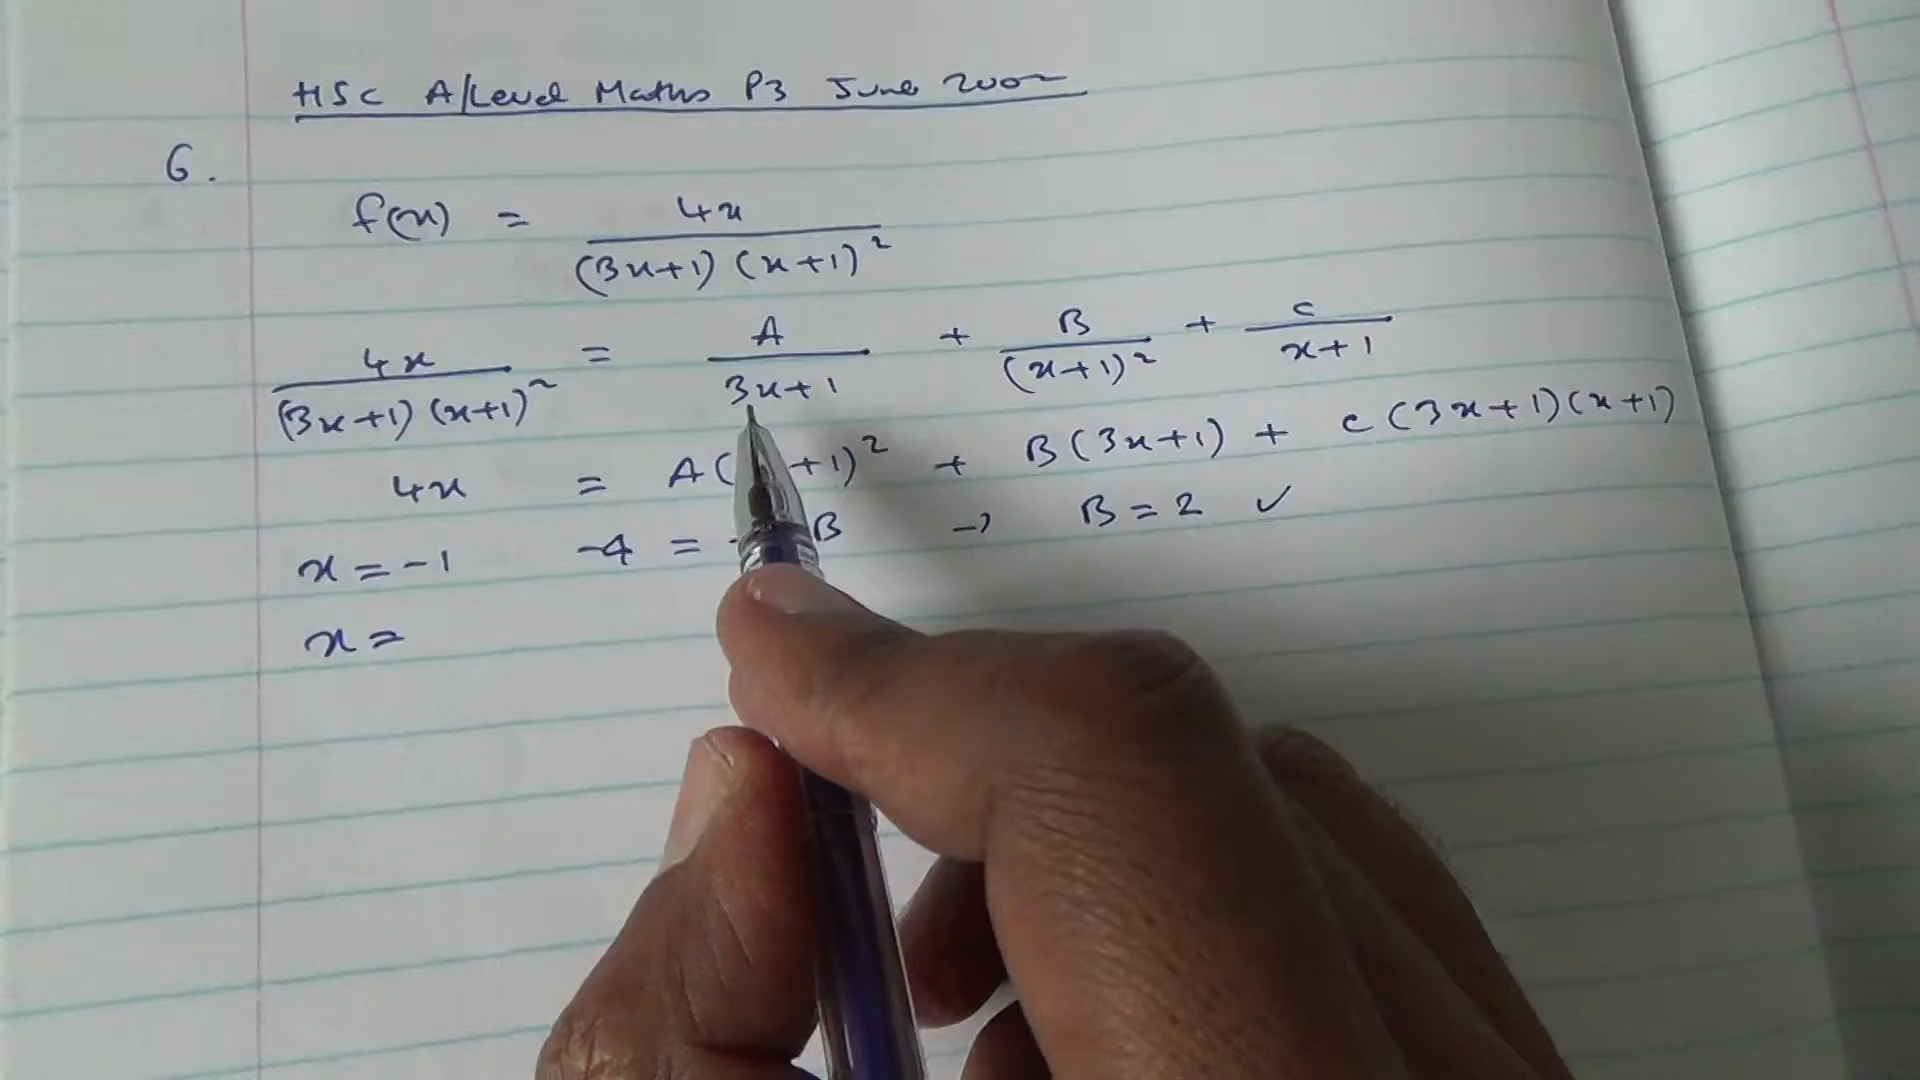 HSC A/Level Maths P3 June 2002
6.
f(x) = 4x / (3x+1)(x+1)²
4x / (3x+1)(x+1)² = A / 3x+1 + B / (x+1)² + C / x+1
4x = A( +1)² + B(3x+1) + C(3x+1)(x+1)
x = -1 -4 = B → B = 2 ✓
x =